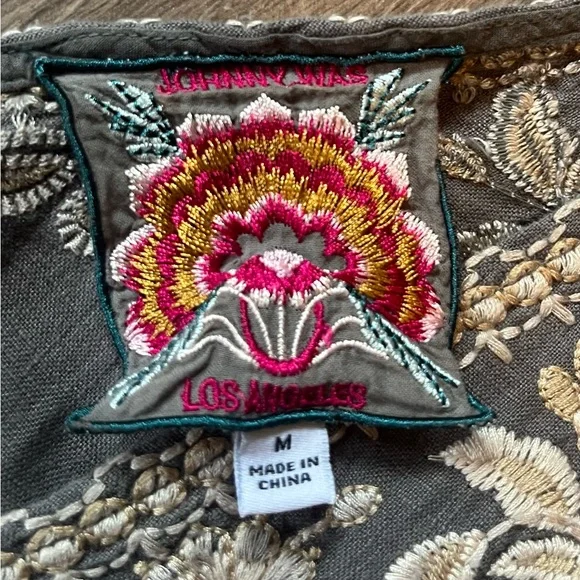 JOHNNY WAS
LOS ANGELES
M
MADE IN
CHINA